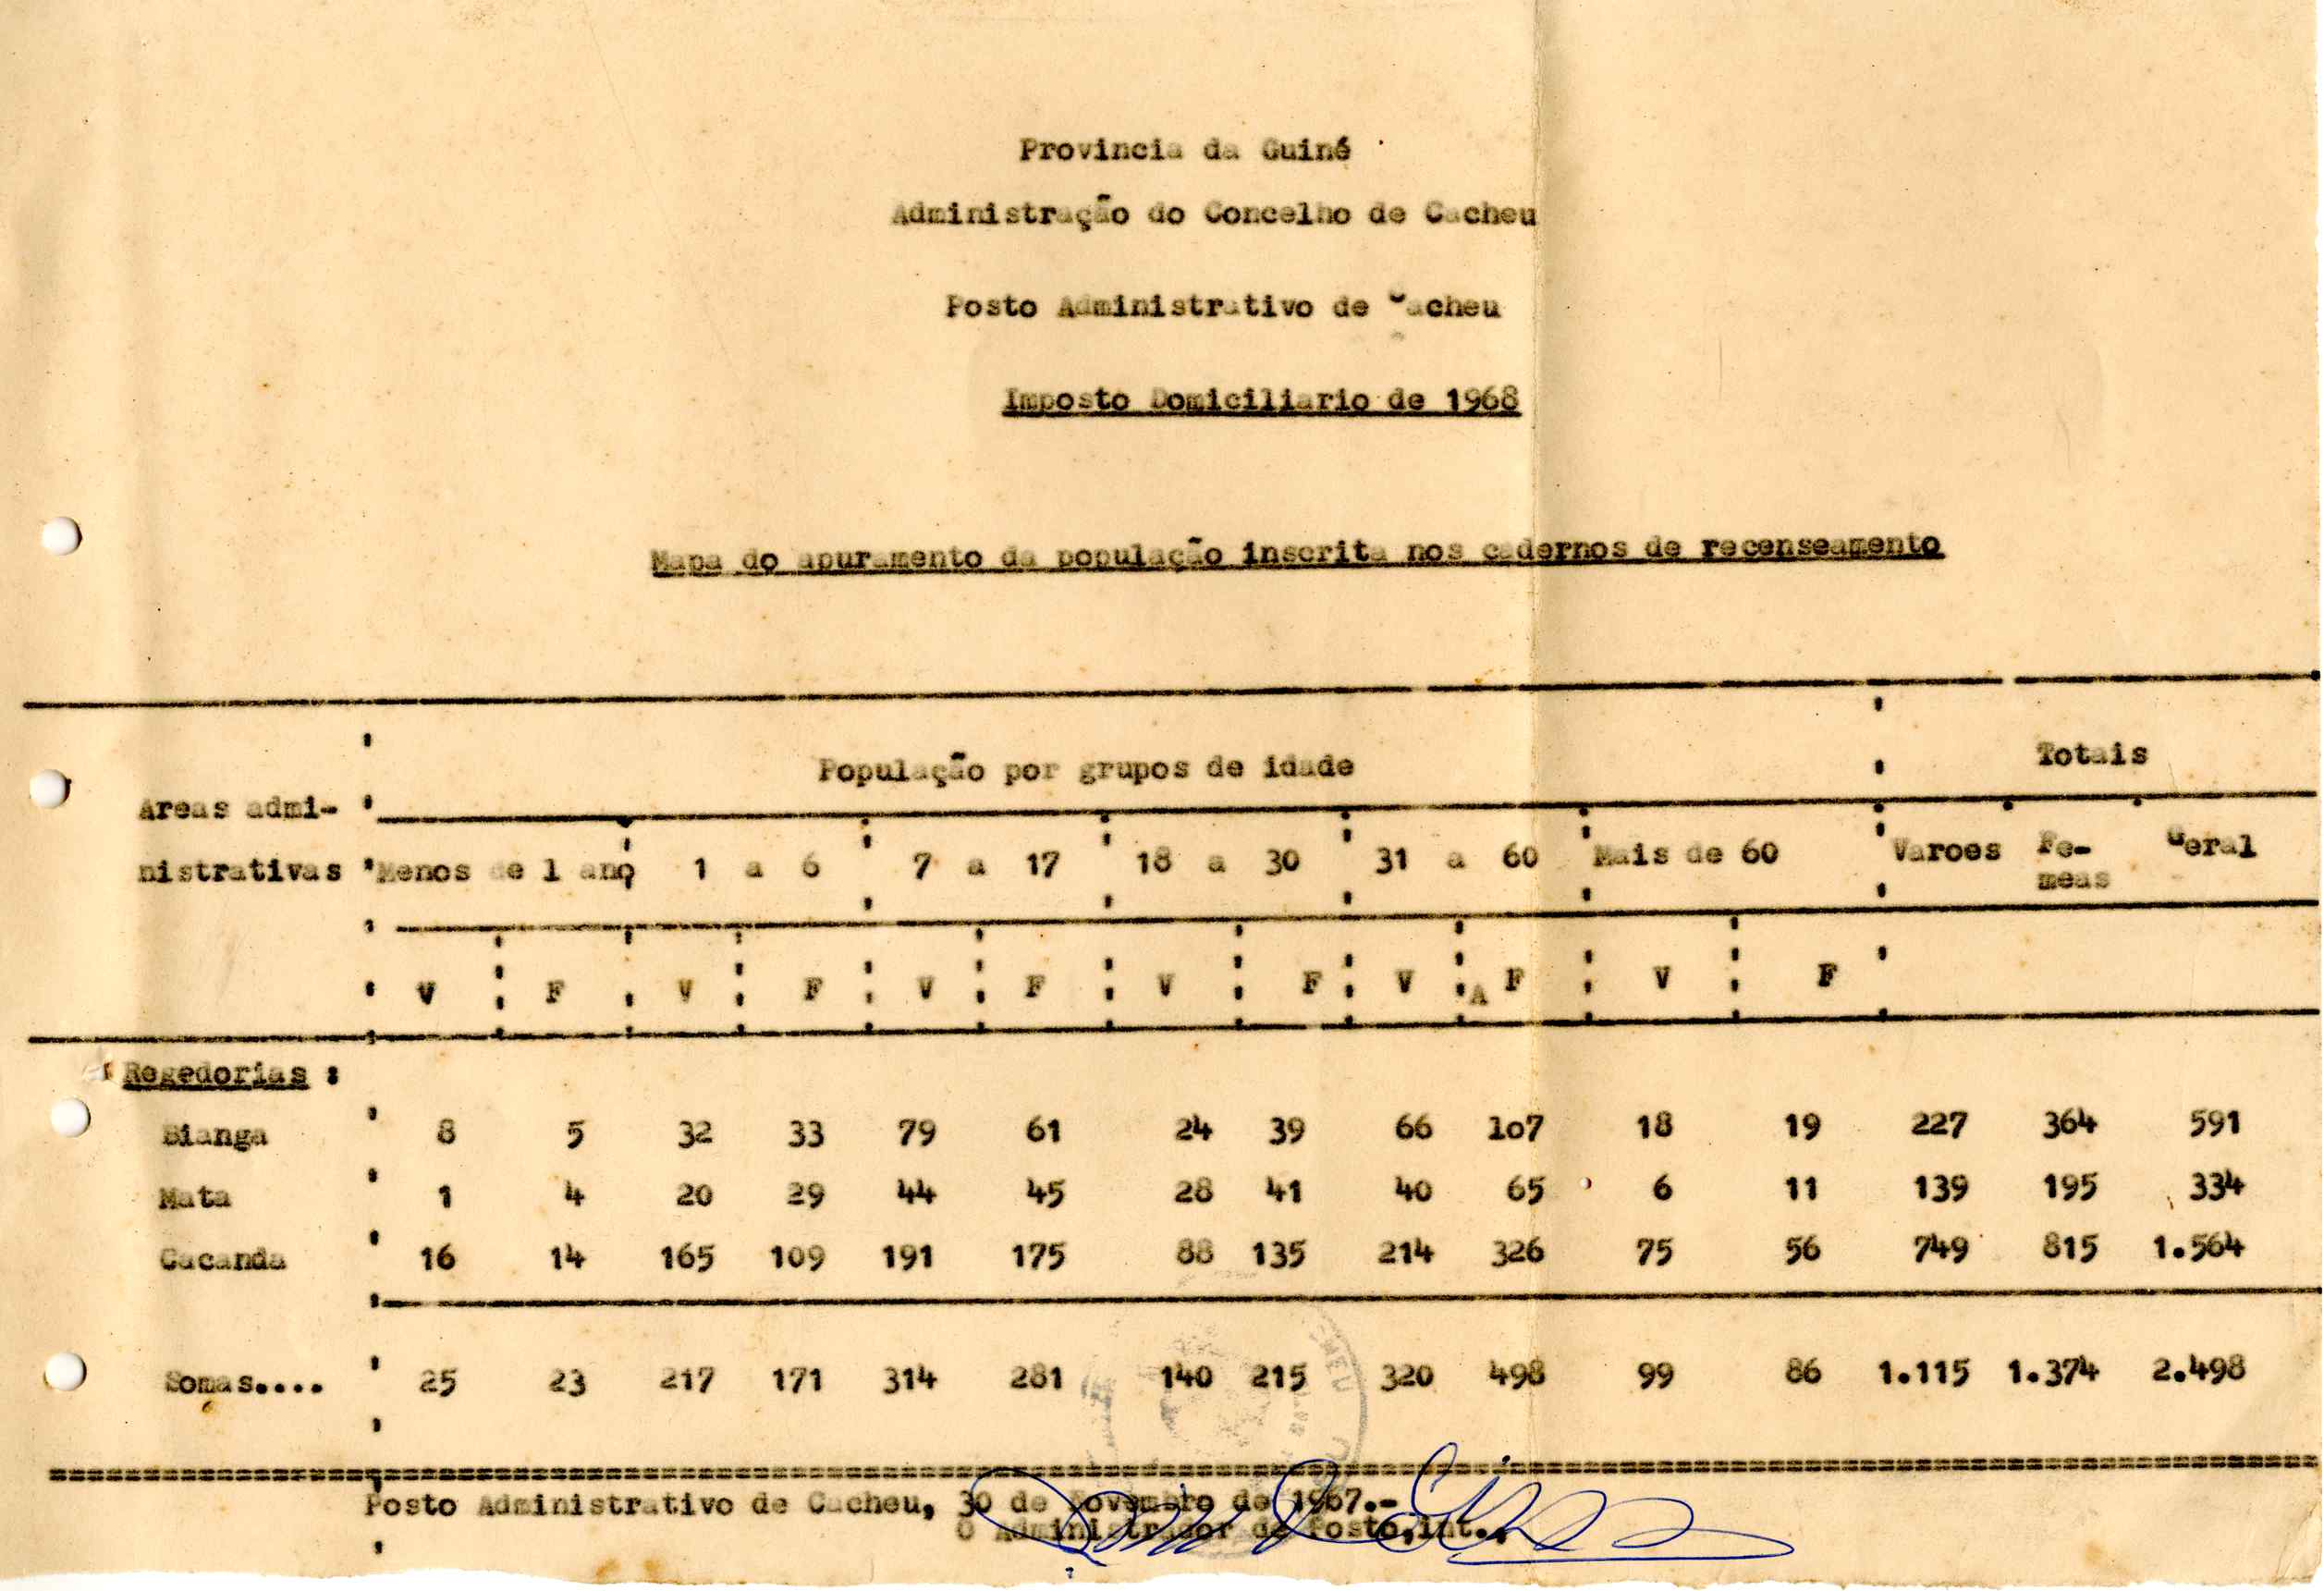 Provincia da Guiné
Administração do Concelho de Cacheu
Posto Administrativo de Cacheu
Imposto Domiciliario de 1968
Mapa do apuramento da população inscrita nos cadernos de recenseamento
População por grupos de idade Totais
Areas admi-
nistrativas Menos de 1 ano 1 a 6 7 a 17 18 a 30 31 a 60 Mais de 60 Varoes Fe- Geral
meas
V F V F V F V F V A F V F
Regedorias :
Bianga 8 5 32 33 79 61 24 39 66 107 18 19 227 364 591
Mata 1 4 20 29 44 45 28 41 40 65 6 11 139 195 334
Cacanda 16 14 165 109 191 175 88 135 214 326 75 56 749 815 1.564
Somas.... 25 23 217 171 314 281 140 215 320 498 99 86 1.115 1.374 2.498
Posto Administrativo de Cacheu, 30 de Novembro de 1967.-
O Administrador de Posto,int.,